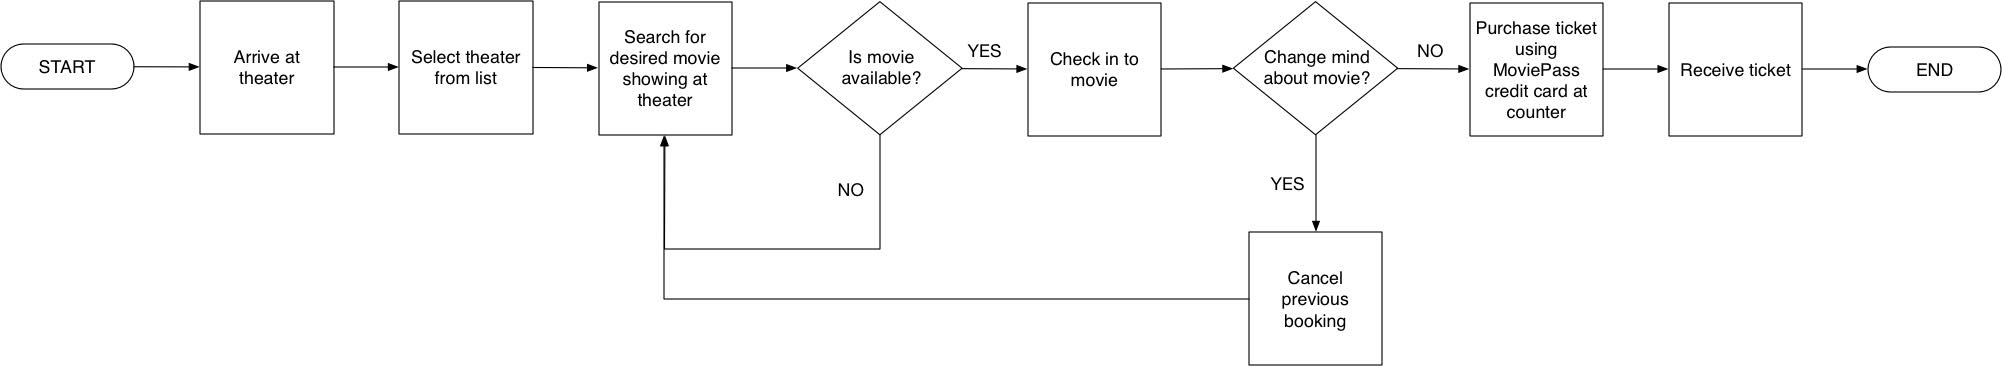 START
Arrive at
theater
Select theater
from list
Search for
desired movie
showing at
theater
Is movie
available?
YES
NO
Check in to
movie
Change mind
about movie?
NO
YES
Cancel
previous
booking
Purchase ticket
using
MoviePass
credit card at
counter
Receive ticket
END